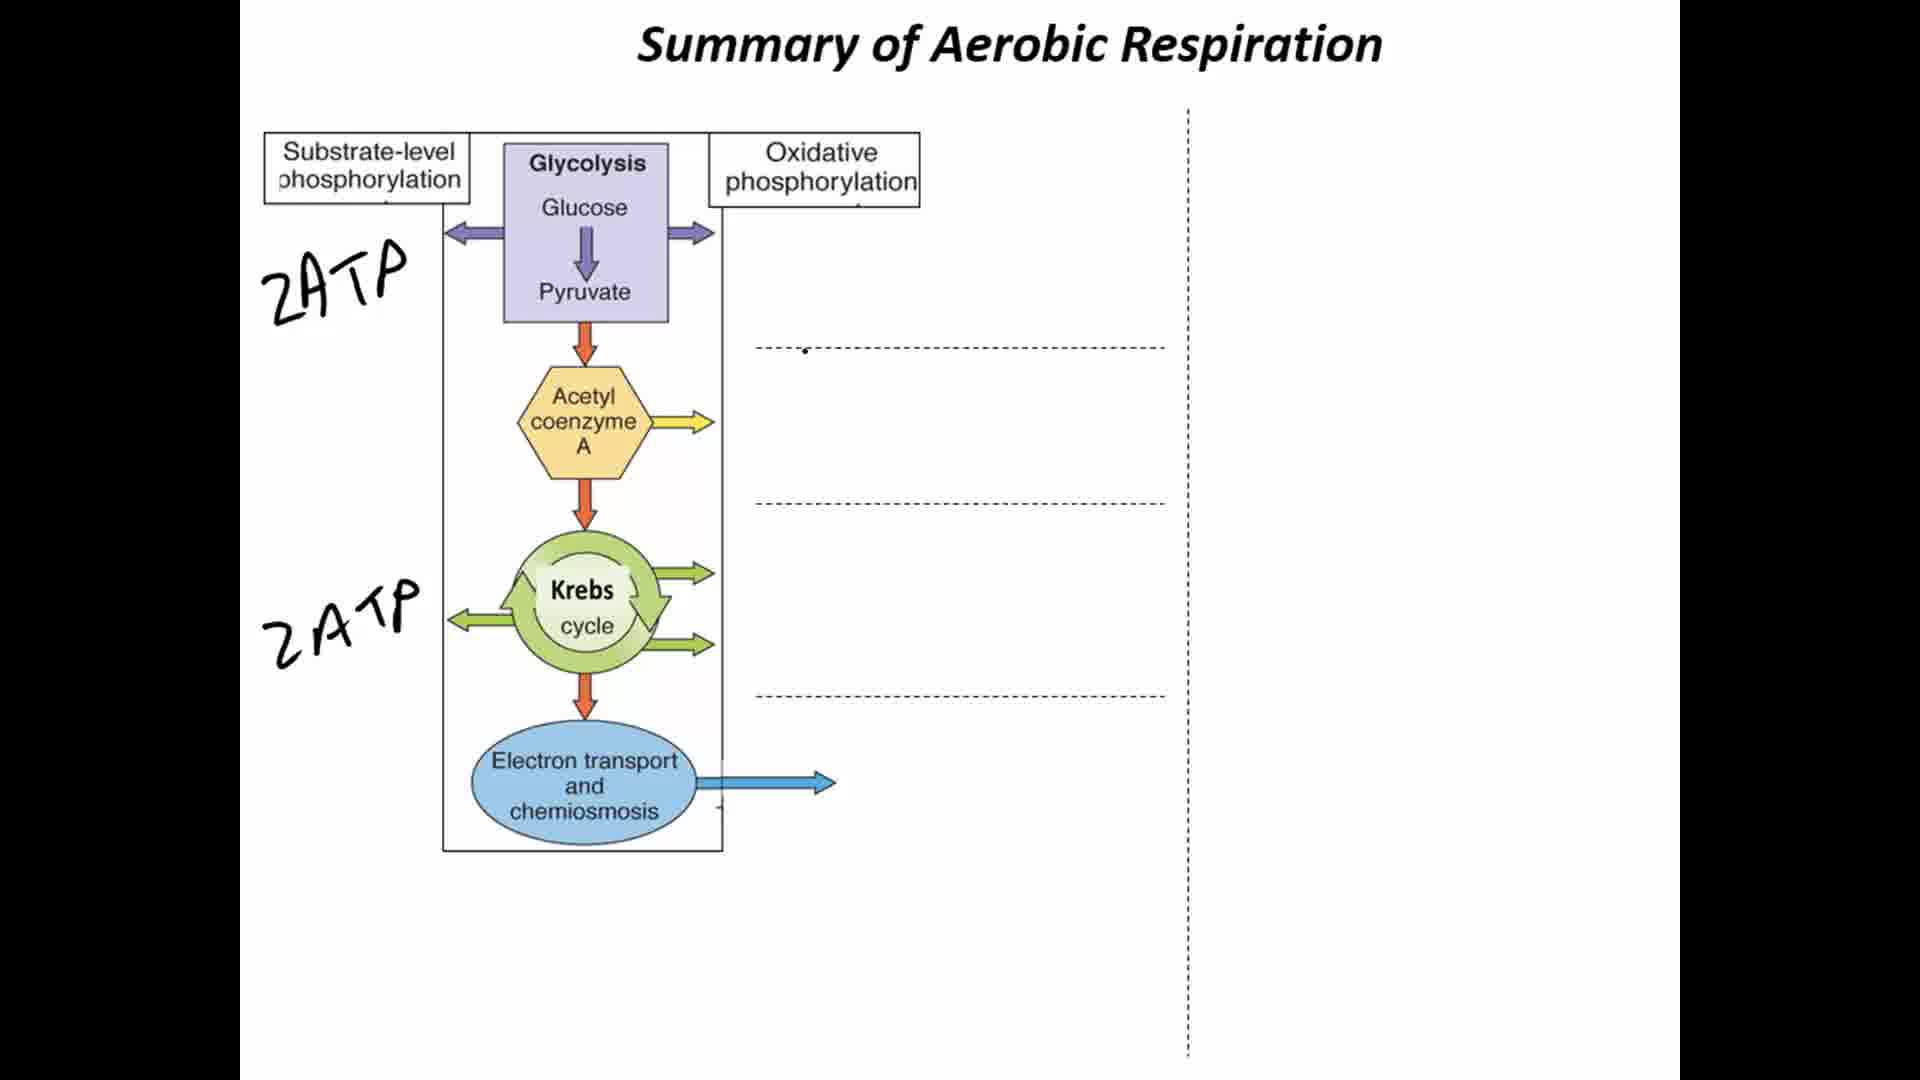 Summary of Aerobic Respiration
Substrate-level
phosphorylation
Glycolysis
Glucose
Pyruvate
Oxidative
phosphorylation
2ATP
Acetyl
coenzyme
A
Krebs
cycle
2ATP
Electron transport
and
chemiosmosis